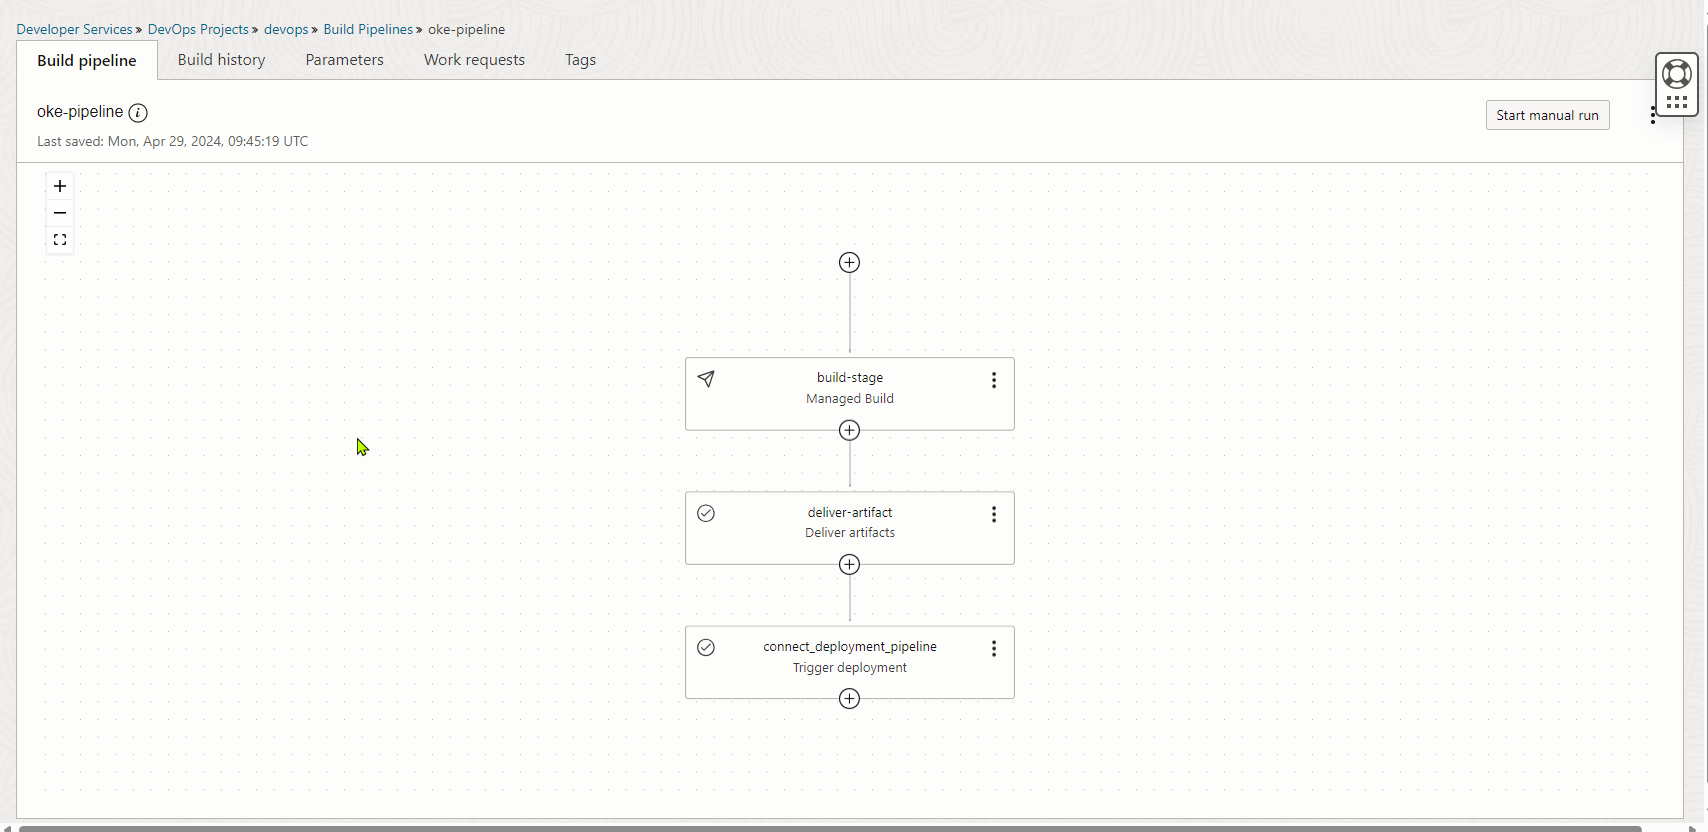 Developer Services » DevOps Projects » devops » Build Pipelines » oke-pipeline
Build pipeline Build history Parameters Work requests Tags
oke-pipeline i
Start manual run
Last saved: Mon, Apr 29, 2024, 09:45:19 UTC
build-stage
Managed Build
deliver-artifact
Deliver artifacts
connect_deployment_pipeline
Trigger deployment